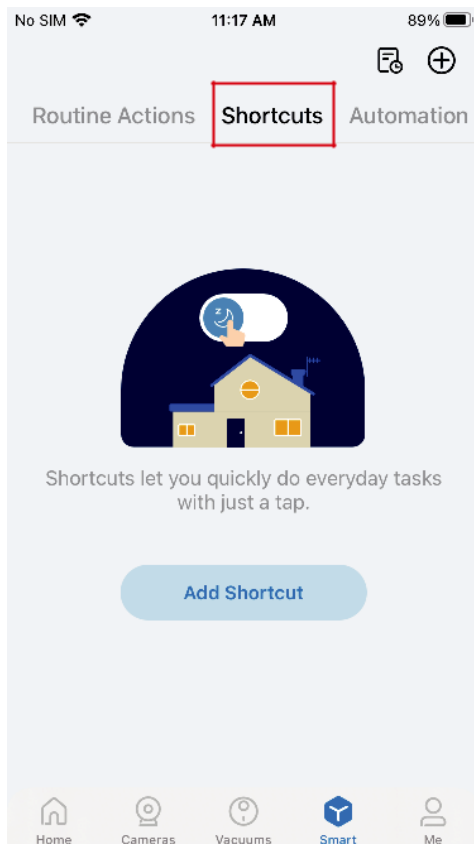 No SIM 11:17 AM 89%
Routine Actions Shortcuts Automation
z
Shortcuts let you quickly do everyday tasks
with just a tap.
Add Shortcut
Home Cameras Vacuums Smart Me